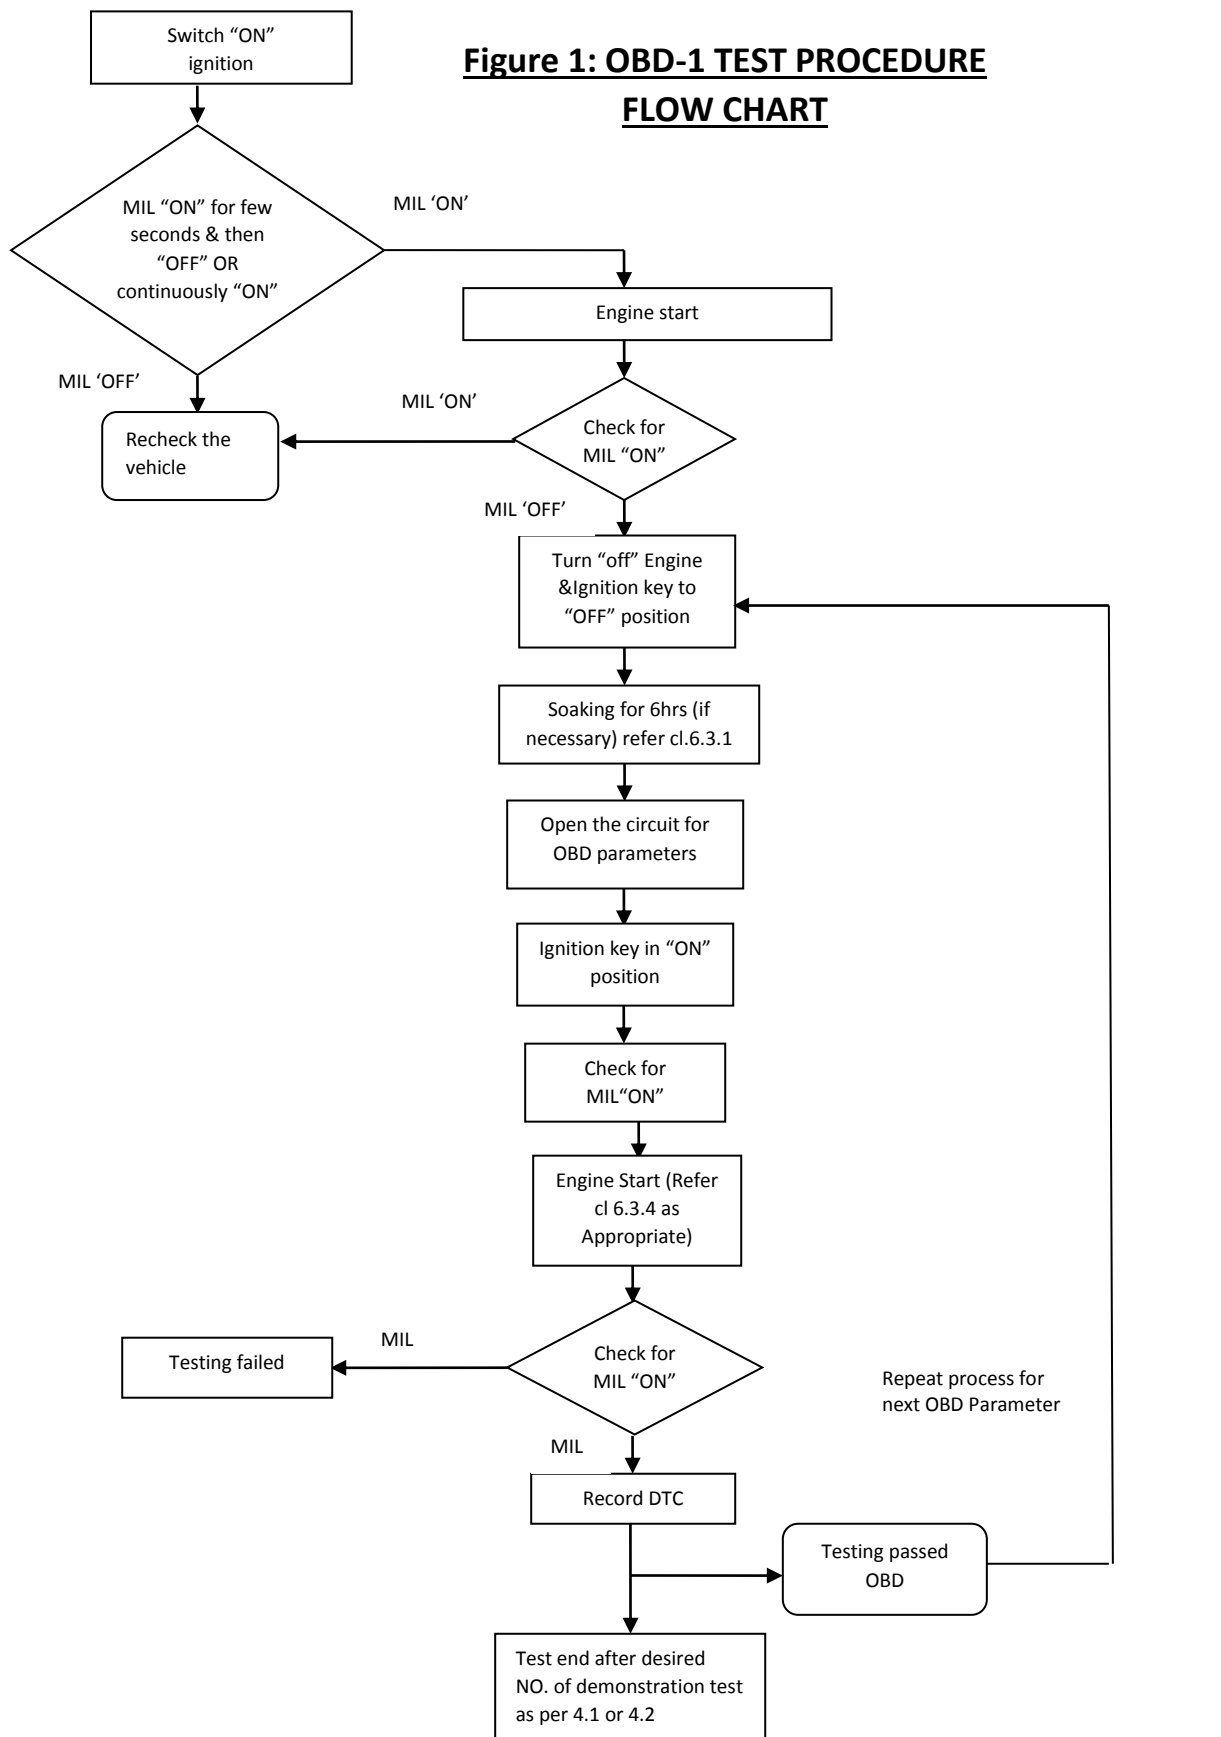 Switch “ON”
ignition
Figure 1: OBD-1 TEST PROCEDURE
FLOW CHART
MIL “ON” for few
seconds & then
“OFF” OR
continuously “ON”
MIL ‘ON’
Engine start
MIL ‘OFF’
MIL ‘ON’
Check for
MIL “ON”
Recheck the
vehicle
MIL ‘OFF’
Turn “off” Engine
&Ignition key to
“OFF” position
Soaking for 6hrs (if
necessary) refer cl.6.3.1
Open the circuit for
OBD parameters
Ignition key in “ON”
position
Check for
MIL“ON”
Engine Start (Refer
cl 6.3.4 as
Appropriate)
MIL
Testing failed
Check for
MIL “ON”
Repeat process for
next OBD Parameter
MIL
Record DTC
Testing passed
OBD
Test end after desired
NO. of demonstration test
as per 4.1 or 4.2